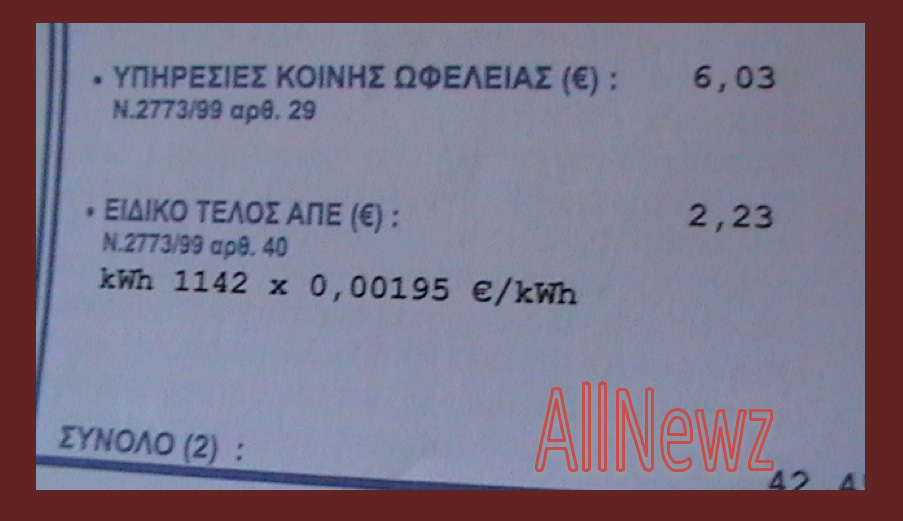 • ΥΠΗΡΕΣΙΕΣ ΚΟΙΝΗΣ ΩΦΕΛΕΙΑΣ (€) : 6,03
Ν.2773/99 αρθ. 29
• ΕΙΔΙΚΟ ΤΕΛΟΣ ΑΠΕ (€) : 2,23
Ν.2773/99 αρθ. 40
kWh 1142 x 0,00195 €/kWh
ΣΥΝΟΛΟ (2) :
AllNewz